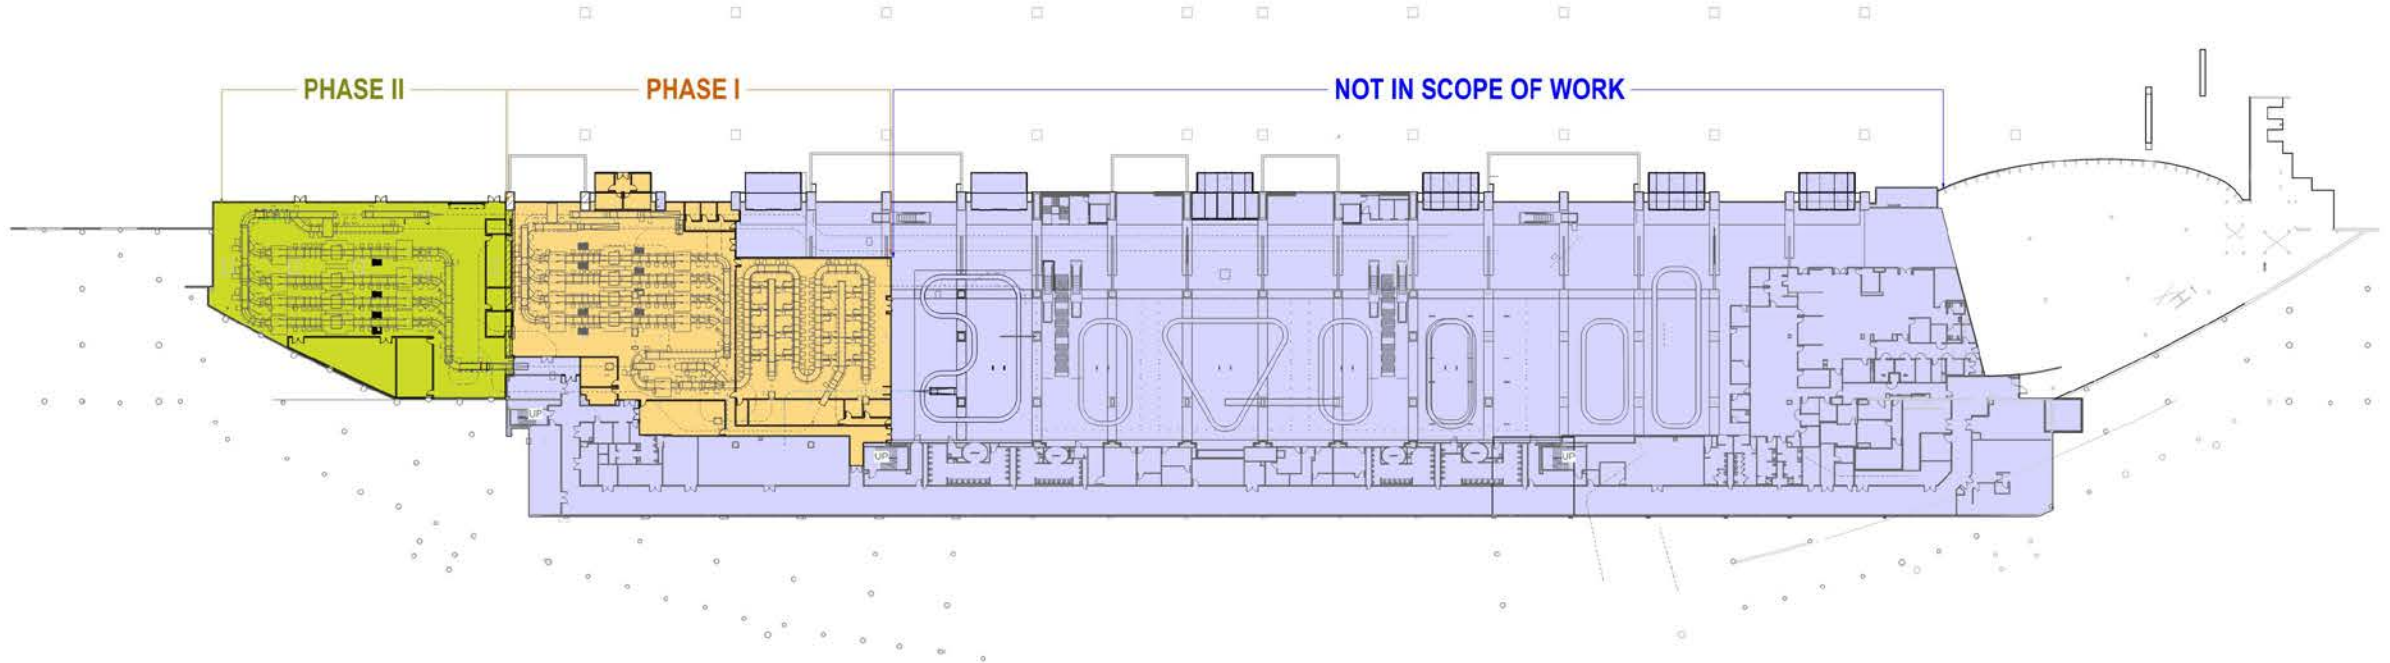 PHASE II
PHASE I
NOT IN SCOPE OF WORK
UP
UP
UP